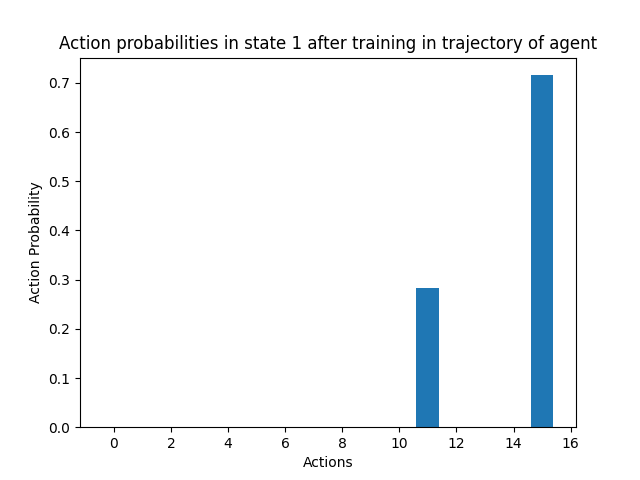 Action probabilities in state 1 after training in trajectory of agent
0.7
0.6
0.5
0.4
0.3
0.2
0.1
0.0
Action Probability
0 2 4 6 8 10 12 14 16
Actions